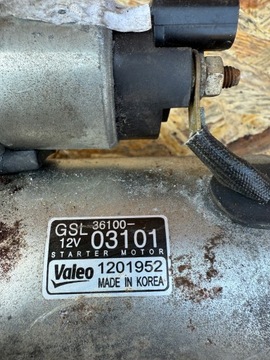 GSL 36100-
12V 03101
STARTER MOTOR
Valeo 1201952
MADE IN KOREA